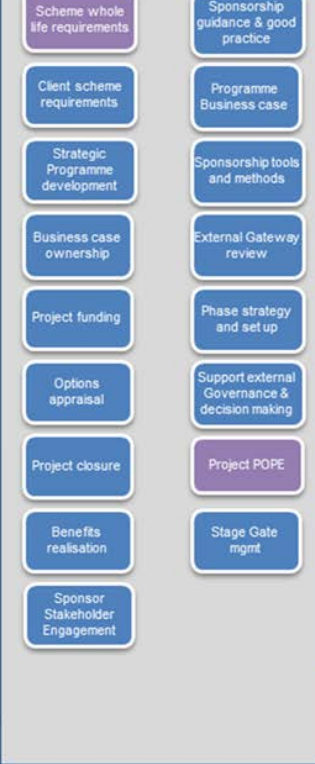 Scheme whole
life requirements
Client scheme
requirements
Strategic
Programme
development
Business case
ownership
Project funding
Options
appraisal
Project closure
Benefits
realisation
Sponsor
Stakeholder
Engagement
Sponsorship
guidance & good
practice
Programme
Business case
Sponsorship tools
and methods
External Gateway
review
Phase strategy
and set up
Support external
Governance &
decision making
Project POPE
Stage Gate
mgmt